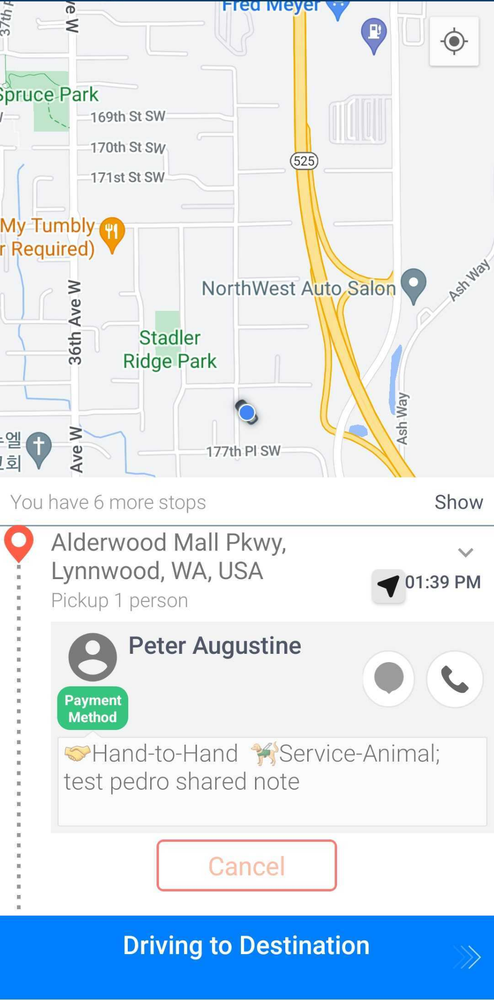 Fred Meyer
37th
ve W
Spruce Park
169th St SW
170th St SW
171st St SW
525
My Tumbly
r Required)
NorthWest Auto Salon
Ash Way
36th Ave W
Stadler
Ridge Park
Ash Way
엘
회
Ave W
177th Pl SW
You have 6 more stops
Show
Alderwood Mall Pkwy,
Lynnwood, WA, USA
Pickup 1 person
01:39 PM
Peter Augustine
Payment
Method
🤝Hand-to-Hand 🐕‍🦺Service-Animal;
test pedro shared note
Cancel
Driving to Destination